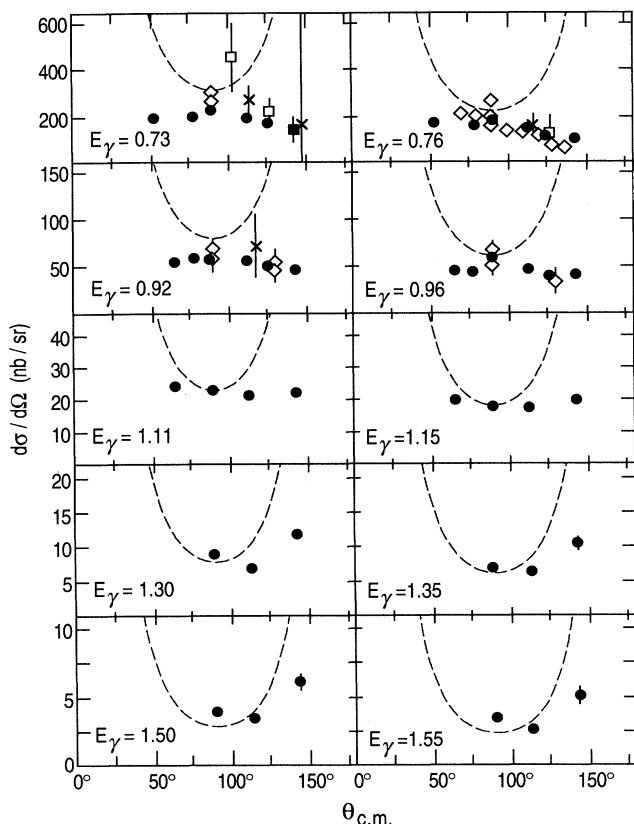 600
400
200
E_γ = 0.73
E_γ = 0.76
150
100
50
E_γ = 0.92
E_γ = 0.96
dσ / dΩ (nb / sr)
40
30
20
10
E_γ = 1.11
E_γ = 1.15
20
15
10
5
E_γ = 1.30
E_γ = 1.35
10
5
0
E_γ = 1.50
E_γ = 1.55
0° 50° 100° 150° 0° 50° 100° 150°
θ_c.m.